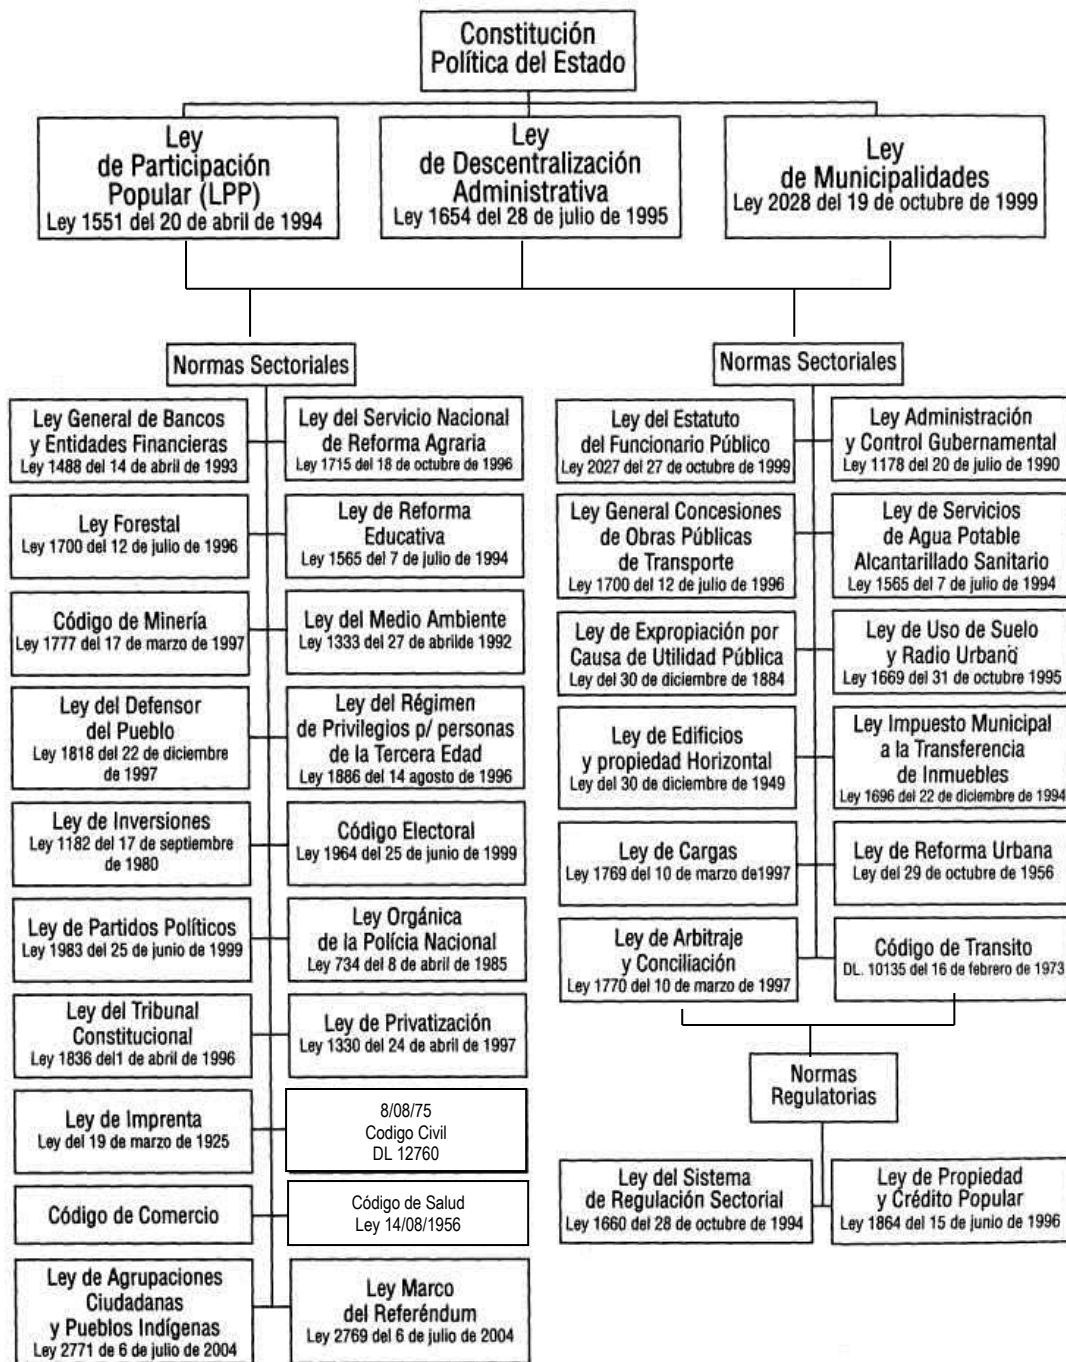 Constitución
Política del Estado
Ley
de Participación
Popular (LPP)
Ley 1551 del 20 de abril de 1994
Ley
de Descentralización
Administrativa
Ley 1654 del 28 de julio de 1995
Ley
de Municipalidades
Ley 2028 del 19 de octubre de 1999
Normas Sectoriales
Ley General de Bancos
y Entidades Financieras
Ley 1488 del 14 de abril de 1993
Ley del Servicio Nacional
de Reforma Agraria
Ley 1715 del 18 de octubre de 1996
Ley Forestal
Ley 1700 del 12 de julio de 1996
Ley de Reforma
Educativa
Ley 1565 del 7 de julio de 1994
Código de Minería
Ley 1777 del 17 de marzo de 1997
Ley del Medio Ambiente
Ley 1333 del 27 de abrilde 1992
Ley del Defensor
del Pueblo
Ley 1818 del 22 de diciembre
de 1997
Ley del Régimen
de Privilegios p/ personas
de la Tercera Edad
Ley 1886 del 14 agosto de 1996
Ley de Inversiones
Ley 1182 del 17 de septiembre
de 1980
Código Electoral
Ley 1964 del 25 de junio de 1999
Ley de Partidos Políticos
Ley 1983 del 25 de junio de 1999
Ley Orgánica
de la Polícia Nacional
Ley 734 del 8 de abril de 1985
Ley del Tribunal
Constitucional
Ley 1836 del1 de abril de 1996
Ley de Privatización
Ley 1330 del 24 de abril de 1997
Ley de Imprenta
Ley del 19 de marzo de 1925
8/08/75
Codigo Civil
DL 12760
Código de Comercio
Código de Salud
Ley 14/08/1956
Ley de Agrupaciones
Ciudadanas
y Pueblos Indígenas
Ley 2771 de 6 de julio de 2004
Ley Marco
del Referéndum
Ley 2769 del 6 de julio de 2004
Normas Sectoriales
Ley del Estatuto
del Funcionario Público
Ley 2027 del 27 de octubre de 1999
Ley Administración
y Control Gubernamental
Ley 1178 del 20 de julio de 1990
Ley General Concesiones
de Obras Públicas
de Transporte
Ley 1700 del 12 de julio de 1996
Ley de Servicios
de Agua Potable
Alcantarillado Sanitario
Ley 1565 del 7 de julio de 1994
Ley de Expropiación por
Causa de Utilidad Pública
Ley del 30 de diciembre de 1884
Ley de Uso de Suelo
y Radio Urbano
Ley 1669 del 31 de octubre 1995
Ley de Edificios
y propiedad Horizontal
Ley del 30 de diciembre de 1949
Ley Impuesto Municipal
a la Transferencia
de Inmuebles
Ley 1696 del 22 de diciembre de 1994
Ley de Cargas
Ley 1769 del 10 de marzo de1997
Ley de Reforma Urbana
Ley del 29 de octubre de 1956
Ley de Arbitraje
y Conciliación
Ley 1770 del 10 de marzo de 1997
Código de Transito
DL. 10135 del 16 de febrero de 1973
Normas
Regulatorias
Ley del Sistema
de Regulación Sectorial
Ley 1660 del 28 de octubre de 1994
Ley de Propiedad
y Crédito Popular
Ley 1864 del 15 de junio de 1996